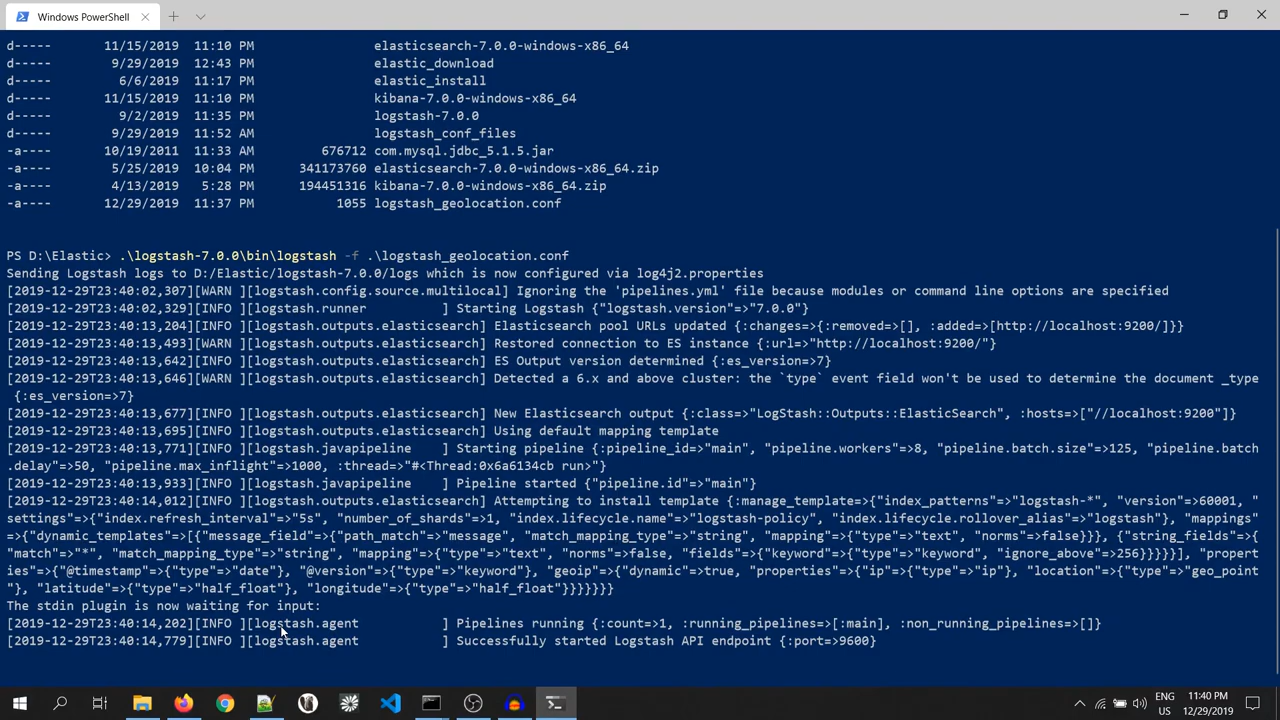 Windows PowerShell
d----- 11/15/2019 11:10 PM elasticsearch-7.0.0-windows-x86_64
d----- 9/29/2019 12:43 PM elastic_download
d----- 6/6/2019 11:17 PM elastic_install
d----- 11/15/2019 11:10 PM kibana-7.0.0-windows-x86_64
d----- 9/2/2019 11:35 PM logstash-7.0.0
d----- 9/29/2019 11:52 AM logstash_conf_files
-a---- 10/19/2011 11:33 AM 676712 com.mysql.jdbc_5.1.5.jar
-a---- 5/25/2019 10:04 PM 341173760 elasticsearch-7.0.0-windows-x86_64.zip
-a---- 4/13/2019 5:28 PM 194451316 kibana-7.0.0-windows-x86_64.zip
-a---- 12/29/2019 11:37 PM 1055 logstash_geolocation.conf
PS D:\Elastic> .\logstash-7.0.0\bin\logstash -f .\logstash_geolocation.conf
Sending Logstash logs to D:/Elastic/logstash-7.0.0/logs which is now configured via log4j2.properties
[2019-12-29T23:40:02,307][WARN ][logstash.config.source.multilocal] Ignoring the 'pipelines.yml' file because modules or command line options are specified
[2019-12-29T23:40:02,329][INFO ][logstash.runner ] Starting Logstash {"logstash.version"=>"7.0.0"}
[2019-12-29T23:40:13,204][INFO ][logstash.outputs.elasticsearch] Elasticsearch pool URLs updated {:changes=>{:removed=>[], :added=>[http://localhost:9200/]}}
[2019-12-29T23:40:13,493][WARN ][logstash.outputs.elasticsearch] Restored connection to ES instance {:url=>"http://localhost:9200/"}
[2019-12-29T23:40:13,642][INFO ][logstash.outputs.elasticsearch] ES Output version determined {:es_version=>7}
[2019-12-29T23:40:13,646][WARN ][logstash.outputs.elasticsearch] Detected a 6.x and above cluster: the `type` event field won't be used to determine the document _type
{:es_version=>7}
[2019-12-29T23:40:13,677][INFO ][logstash.outputs.elasticsearch] New Elasticsearch output {:class=>"LogStash::Outputs::ElasticSearch", :hosts=>["//localhost:9200"]}
[2019-12-29T23:40:13,695][INFO ][logstash.outputs.elasticsearch] Using default mapping template
[2019-12-29T23:40:13,771][INFO ][logstash.javapipeline ] Starting pipeline {:pipeline_id=>"main", "pipeline.workers"=>8, "pipeline.batch.size"=>125, "pipeline.batch
.delay"=>50, "pipeline.max_inflight"=>1000, :thread=>"#<Thread:0x6a6134cb run>"}
[2019-12-29T23:40:13,933][INFO ][logstash.javapipeline ] Pipeline started {"pipeline.id"=>"main"}
[2019-12-29T23:40:14,012][INFO ][logstash.outputs.elasticsearch] Attempting to install template {:manage_template=>{"index_patterns"=>"logstash-*", "version"=>60001, "
settings"=>{"index.refresh_interval"=>"5s", "number_of_shards"=>1, "index.lifecycle.name"=>"logstash-policy", "index.lifecycle.rollover_alias"=>"logstash"}, "mappings"
=>{"dynamic_templates"=>[{"message_field"=>{"path_match"=>"message", "match_mapping_type"=>"string", "mapping"=>{"type"=>"text", "norms"=>false}}}, {"string_fields"=>{
"match"=>"*", "match_mapping_type"=>"string", "mapping"=>{"type"=>"text", "norms"=>false, "fields"=>{"keyword"=>{"type"=>"keyword", "ignore_above"=>256}}}}}], "propert
ies"=>{"@timestamp"=>{"type"=>"date"}, "@version"=>{"type"=>"keyword"}, "geoip"=>{"dynamic"=>true, "properties"=>{"ip"=>{"type"=>"ip"}, "location"=>{"type"=>"geo_point
"}, "latitude"=>{"type"=>"half_float"}, "longitude"=>{"type"=>"half_float"}}}}}}}
The stdin plugin is now waiting for input:
[2019-12-29T23:40:14,202][INFO ][logstash.agent ] Pipelines running {:count=>1, :running_pipelines=>[:main], :non_running_pipelines=>[]}
[2019-12-29T23:40:14,779][INFO ][logstash.agent ] Successfully started Logstash API endpoint {:port=>9600}
ENG 11:40 PM
US 12/29/2019